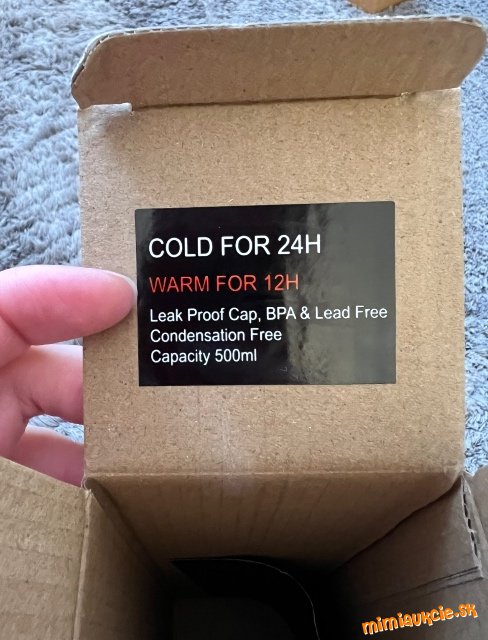 COLD FOR 24H
WARM FOR 12H
Leak Proof Cap, BPA & Lead Free
Condensation Free
Capacity 500ml
mimiaukcie.sk